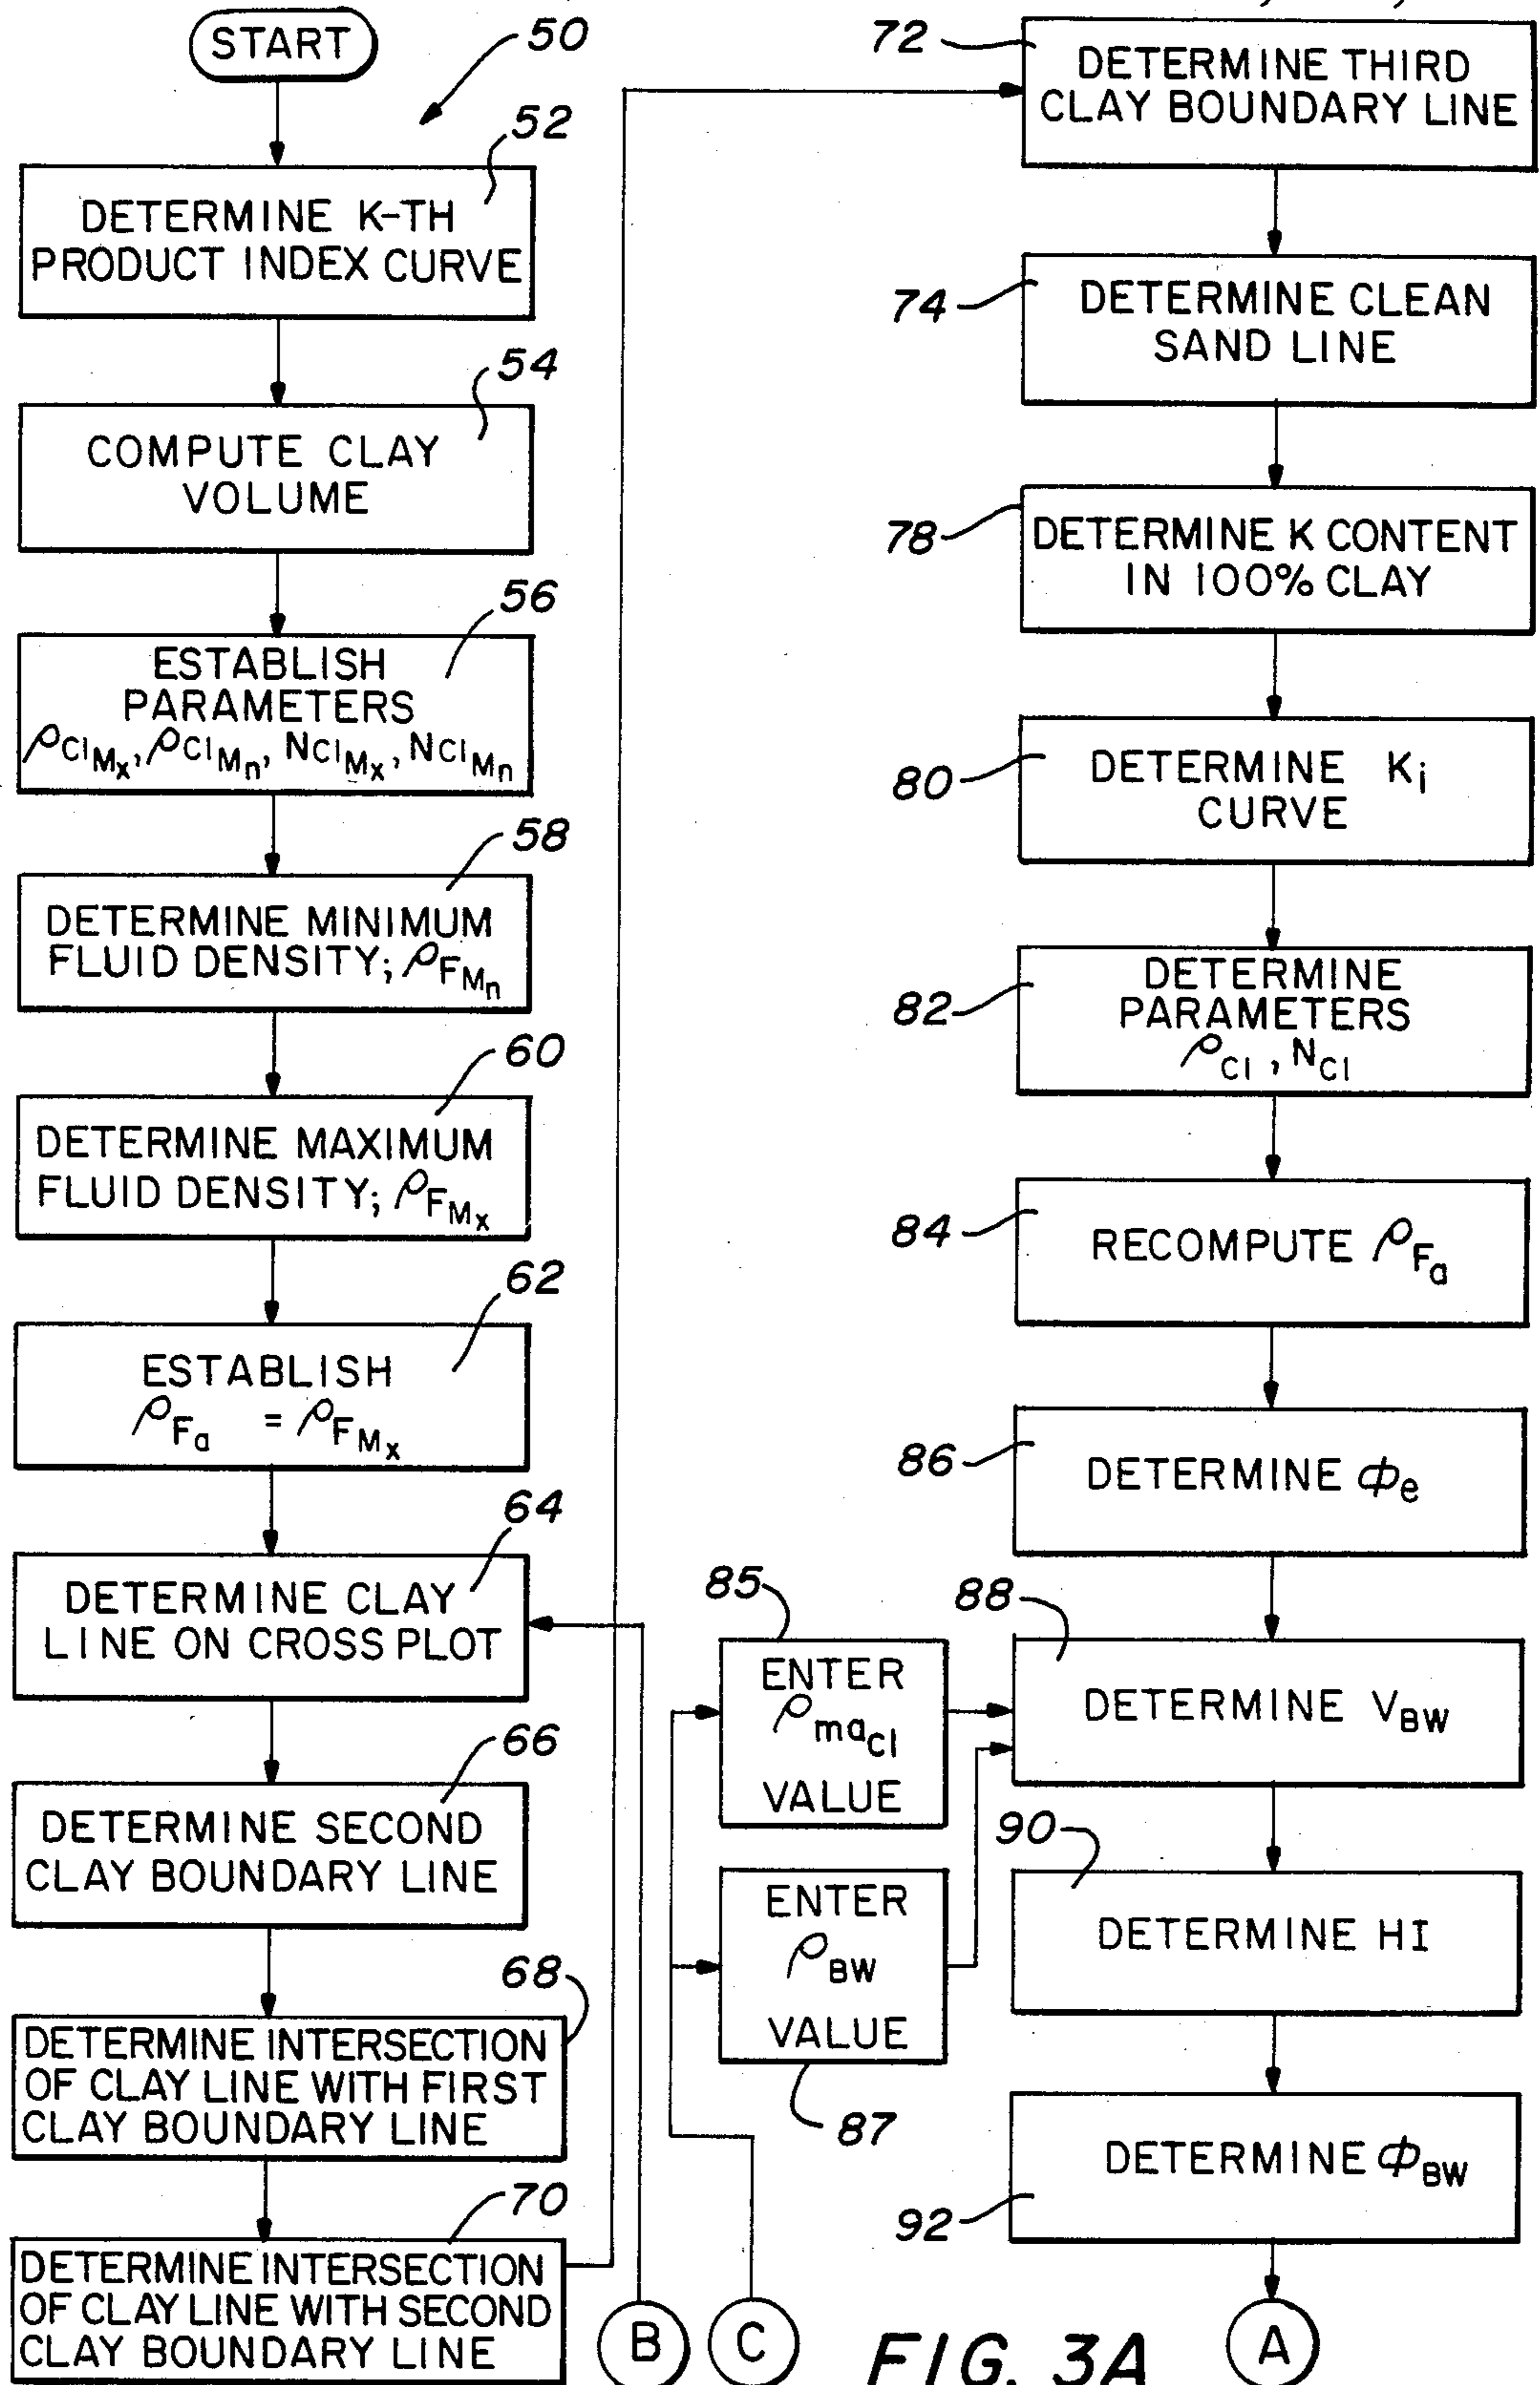 START
50
52
DETERMINE K-TH
PRODUCT INDEX CURVE
54
COMPUTE CLAY
VOLUME
56
ESTABLISH
PARAMETERS
ρClMx, ρClMn, NClMx, NClMn
58
DETERMINE MINIMUM
FLUID DENSITY; ρFMn
60
DETERMINE MAXIMUM
FLUID DENSITY; ρFMx
62
ESTABLISH
ρFa = ρFMx
64
DETERMINE CLAY
LINE ON CROSS PLOT
66
DETERMINE SECOND
CLAY BOUNDARY LINE
68
DETERMINE INTERSECTION
OF CLAY LINE WITH FIRST
CLAY BOUNDARY LINE
70
DETERMINE INTERSECTION
OF CLAY LINE WITH SECOND
CLAY BOUNDARY LINE
72
DETERMINE THIRD
CLAY BOUNDARY LINE
74
DETERMINE CLEAN
SAND LINE
78
DETERMINE K CONTENT
IN 100% CLAY
80
DETERMINE Ki
CURVE
82
DETERMINE
PARAMETERS
ρCl, NCl
84
RECOMPUTE ρFa
86
DETERMINE Φe
85
ENTER
ρmaCl
VALUE
88
DETERMINE VBW
87
ENTER
ρBW
VALUE
90
DETERMINE HI
92
DETERMINE ΦBW
B
C
FIG. 3A
A